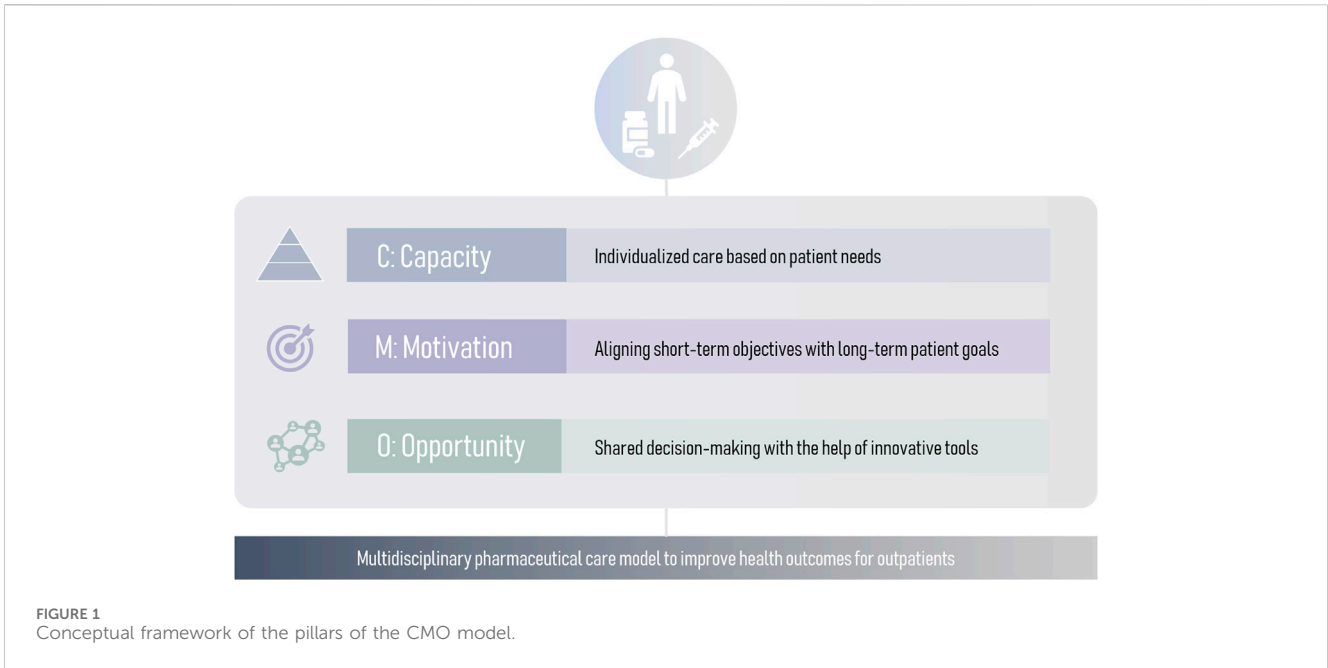 C: Capacity
Individualized care based on patient needs
M: Motivation
Aligning short-term objectives with long-term patient goals
O: Opportunity
Shared decision-making with the help of innovative tools
Multidisciplinary pharmaceutical care model to improve health outcomes for outpatients
FIGURE 1
Conceptual framework of the pillars of the CMO model.